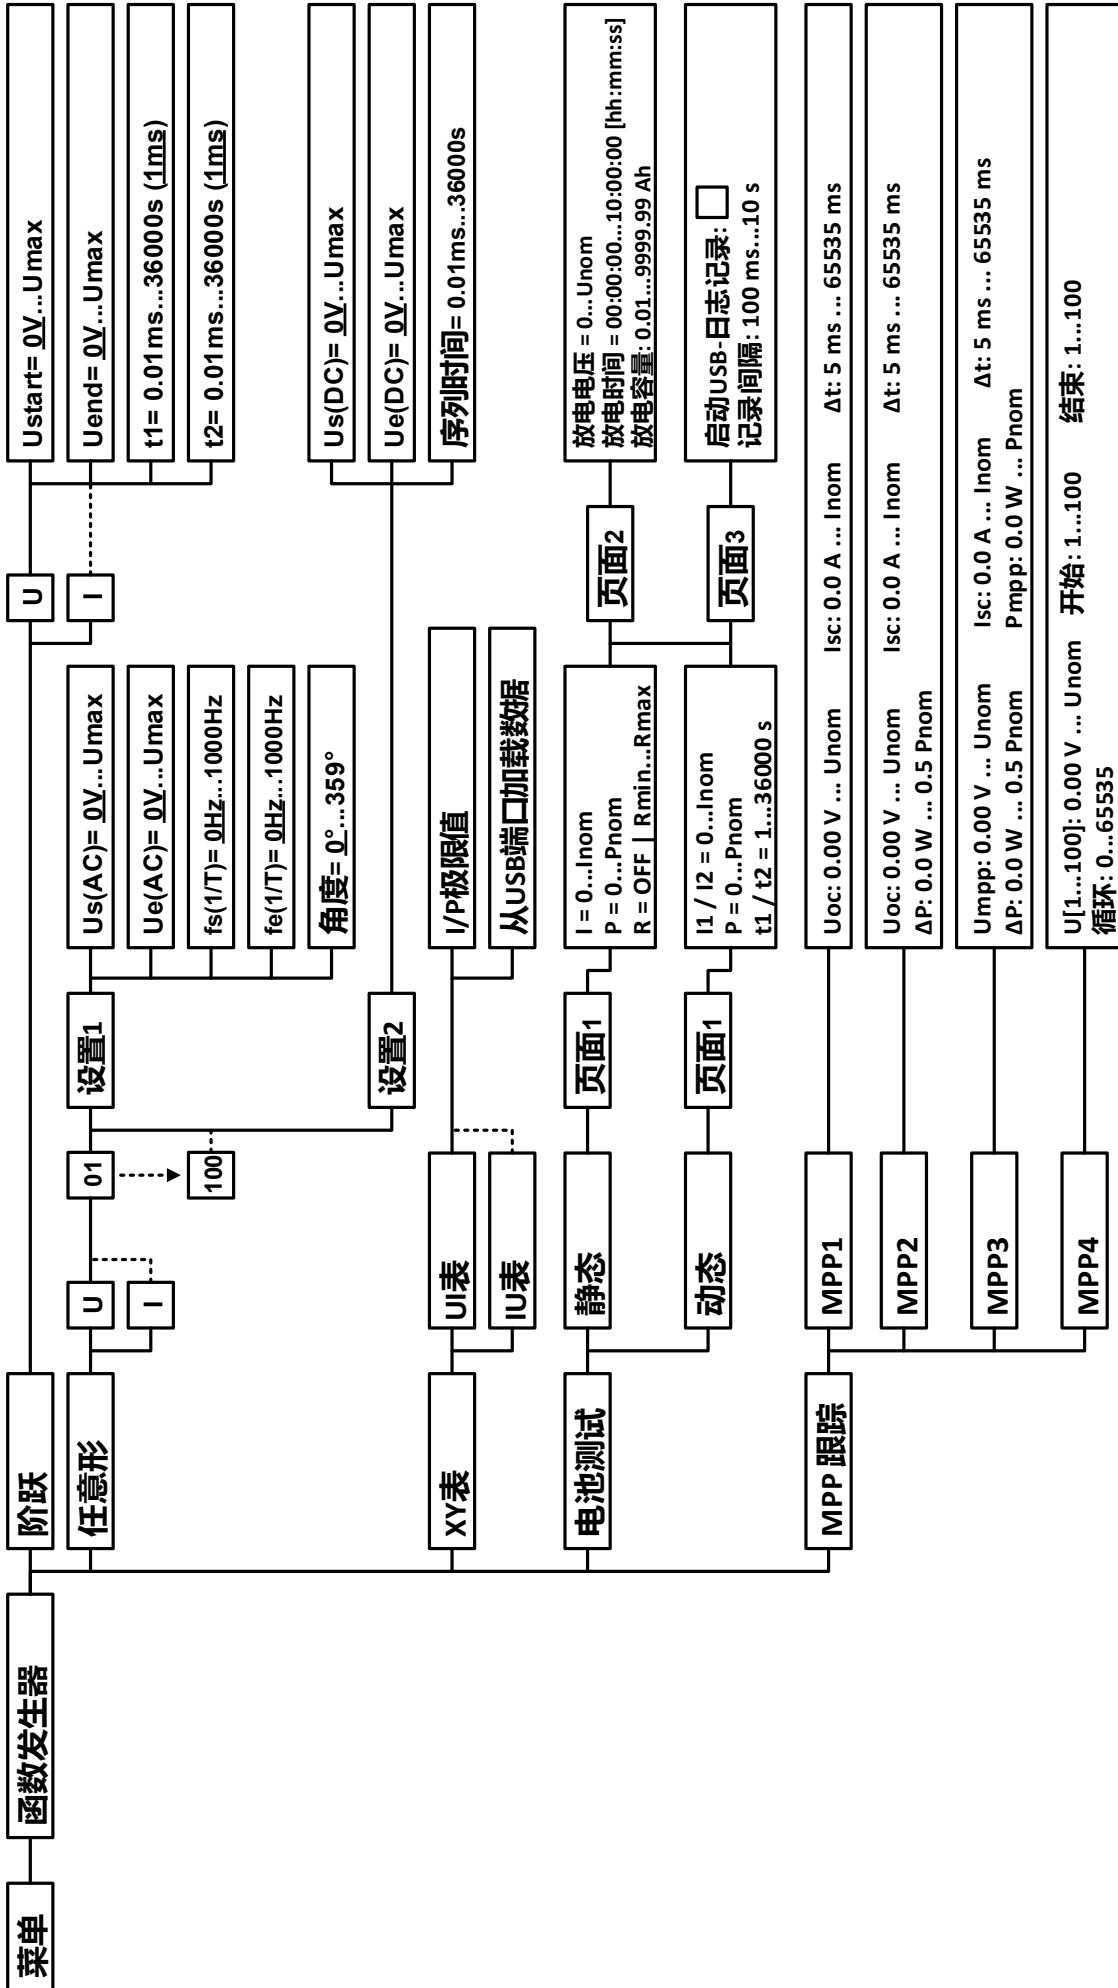 菜单
函数发生器
阶跃
U
Ustart= 0V...Umax
I
Uend= 0V...Umax
t1= 0.01ms...36000s (1ms)
t2= 0.01ms...36000s (1ms)
任意形
U
I
01
100
设置1
Us(AC)= 0V...Umax
Ue(AC)= 0V...Umax
fs(1/T)= 0Hz...1000Hz
fe(1/T)= 0Hz...1000Hz
角度= 0°...359°
设置2
Us(DC)= 0V...Umax
Ue(DC)= 0V...Umax
序列时间= 0.01ms...36000s
XY表
UI表
IU表
I/P极限值
从USB端口加载数据
电池测试
静态
页面1
I = 0...Inom
P = 0...Pnom
R = OFF | Rmin...Rmax
动态
页面1
I1 / I2 = 0...Inom
P = 0...Pnom
t1 / t2 = 1...36000 s
页面2
放电电压 = 0...Unom
放电时间 = 00:00:00...10:00:00 [hh:mm:ss]
放电容量: 0.01...9999.99 Ah
页面3
启动USB-日志记录:
记录间隔: 100 ms...10 s
MPP 跟踪
MPP1
Uoc: 0.00 V ... Unom Isc: 0.0 A ... Inom Δt: 5 ms ... 65535 ms
MPP2
Uoc: 0.00 V ... Unom Isc: 0.0 A ... Inom Δt: 5 ms ... 65535 ms
ΔP: 0.0 W ... 0.5 Pnom
MPP3
Umpp: 0.00 V ... Unom Isc: 0.0 A ... Inom Δt: 5 ms ... 65535 ms
ΔP: 0.0 W ... 0.5 Pnom Pmpp: 0.0 W ... Pnom
MPP4
U[1...100]: 0.00 V ... Unom 开始: 1...100 结束: 1...100
循环: 0...65535